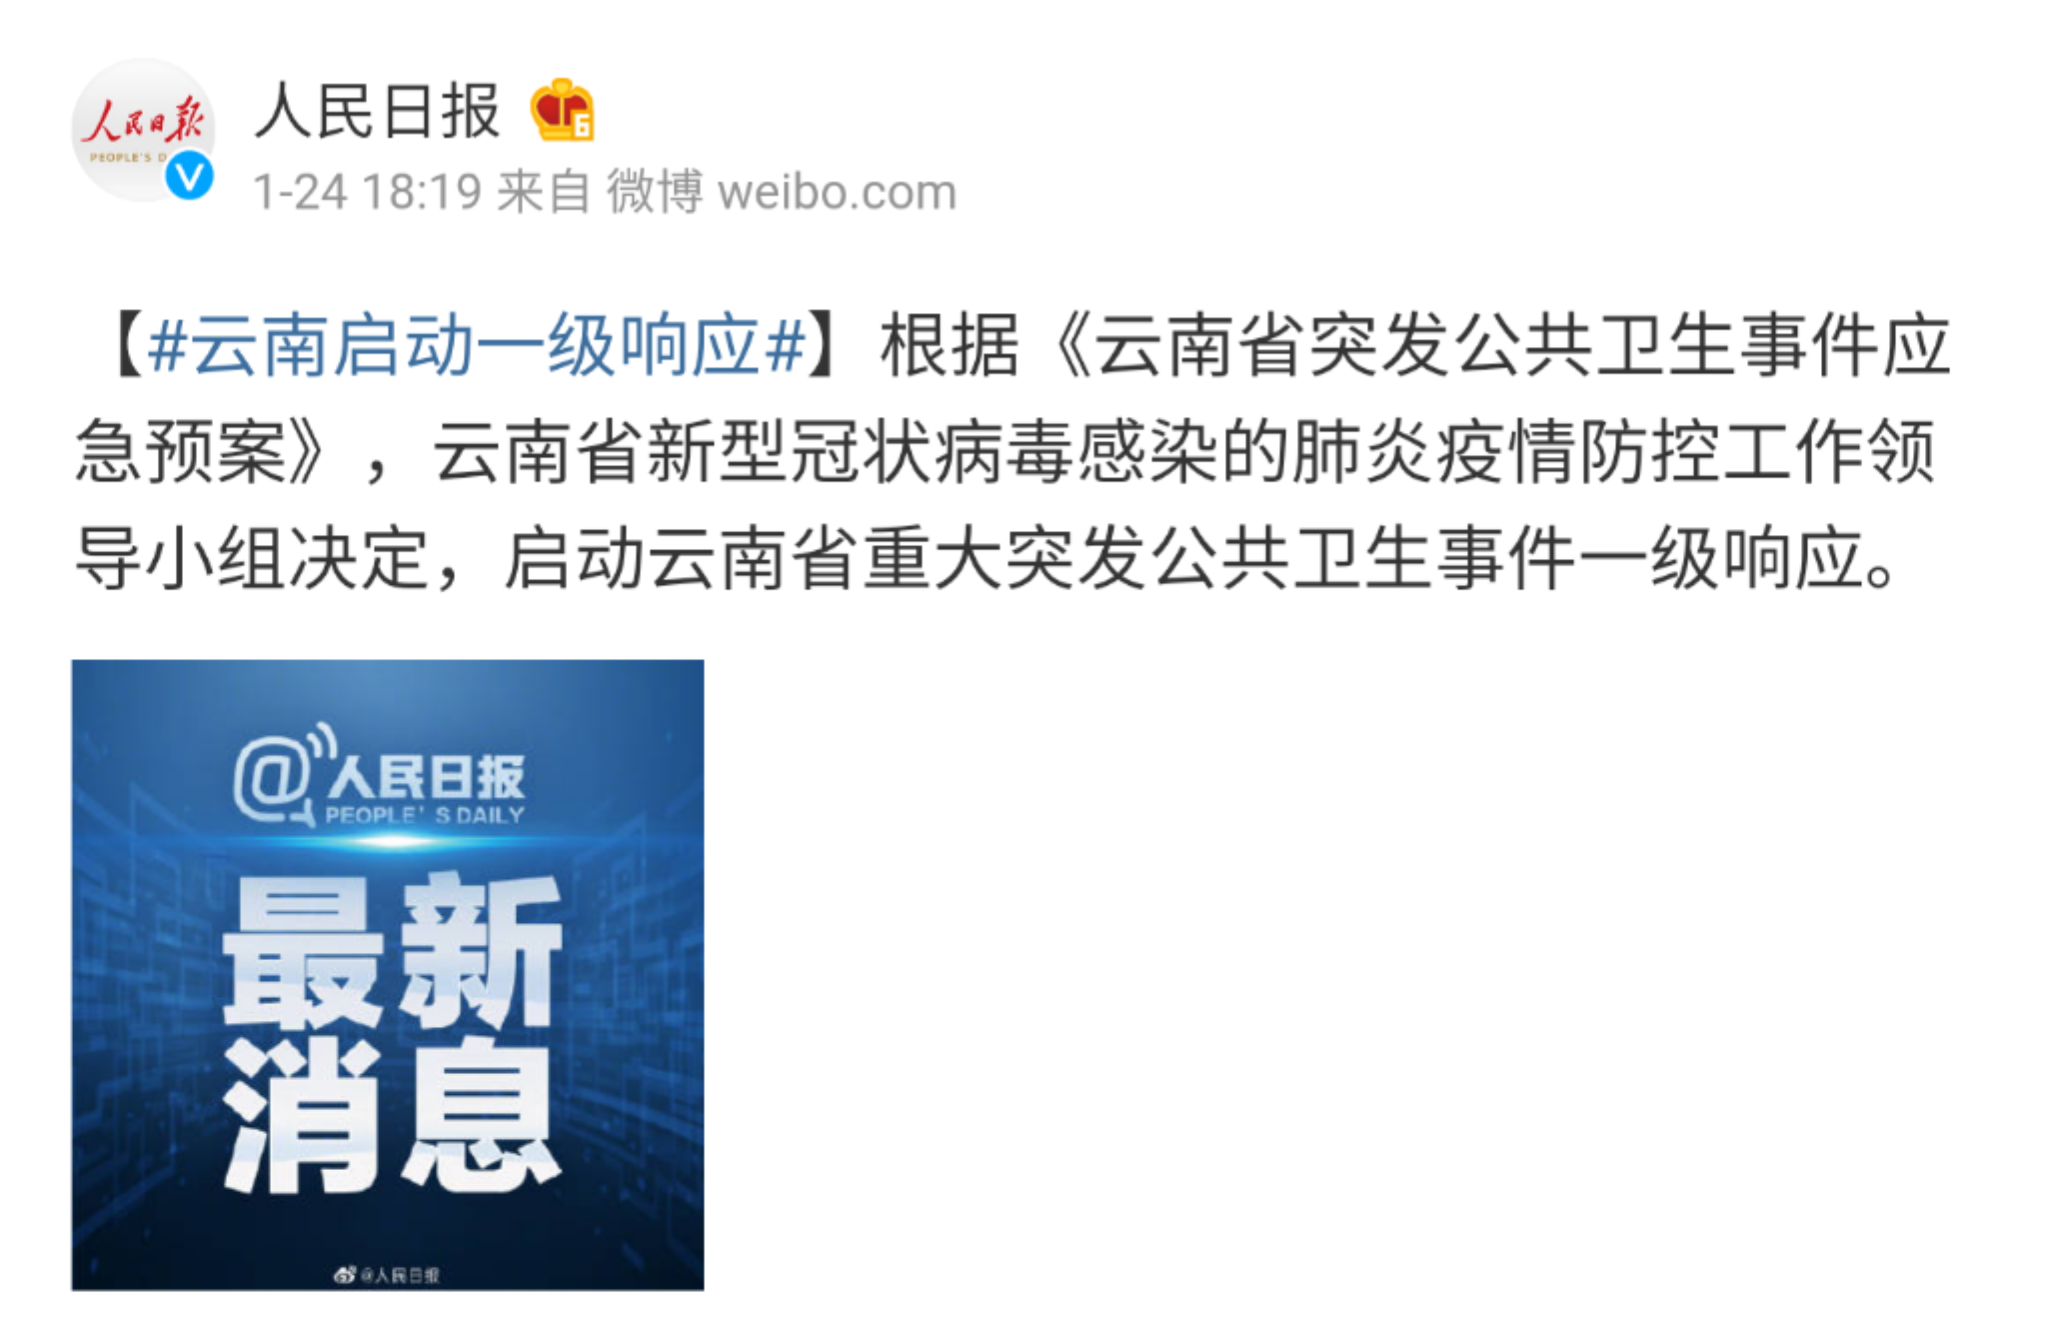 人民日报
PEOPLE'S D
人民日报
6
1-24 18:19 来自 微博 weibo.com
【#云南启动一级响应#】根据《云南省突发公共卫生事件应
急预案》，云南省新型冠状病毒感染的肺炎疫情防控工作领
导小组决定，启动云南省重大突发公共卫生事件一级响应。
@人民日报
PEOPLE'S DAILY
最新
消息
@人民日报